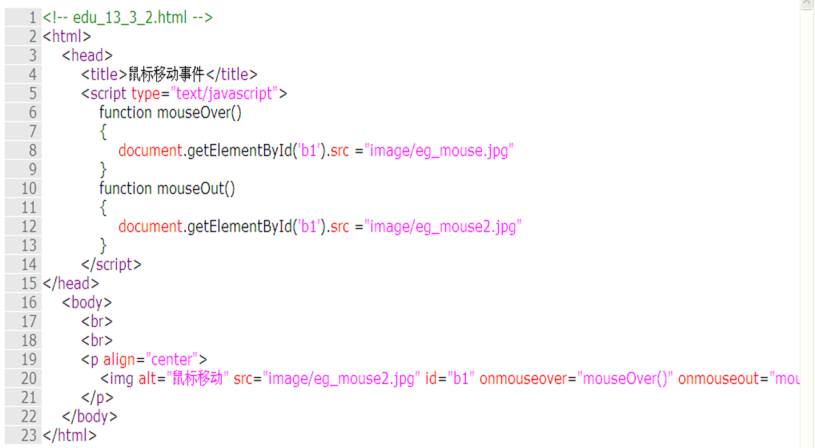 1 <!-- edu_13_3_2.html -->
2 <html>
3 <head>
4 <title>鼠标移动事件</title>
5 <script type="text/javascript">
6 function mouseOver()
7 {
8 document.getElementById('b1').src ="image/eg_mouse.jpg"
9 }
10 function mouseOut()
11 {
12 document.getElementById('b1').src ="image/eg_mouse2.jpg"
13 }
14 </script>
15 </head>
16 <body>
17 <br>
18 <br>
19 <p align="center">
20 <img alt="鼠标移动" src="image/eg_mouse2.jpg" id="b1" onmouseover="mouseOver()" onmouseout="mou
21 </p>
22 </body>
23 </html>